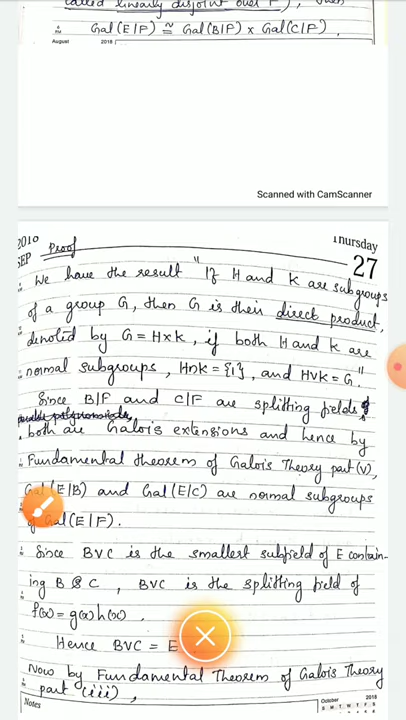 called linearly disjoint over F), then
Gal(E|F) ≅ Gal(B|F) x Gal(C|F).
August 2018
Scanned with CamScanner
2018 Thursday
SEP Proof 27
We have the result "If H and K are subgroups
of a group G, then G is their direct product,
denoted by G = H x K, if both H and K are
normal subgroups, H∩K = {1}, and H∨K = G."
Since B|F and C|F are splitting fields
both are Galois extensions and hence by
Fundamental theorem of Galois Theory part (v),
Gal(E|B) and Gal(E|C) are normal subgroups
Gal(E|F).
Since B∨C is the smallest subfield of E contain-
ing B & C, B∨C is the splitting field of
f(x) = g(x)h(x).
Hence B∨C = E
Now by Fundamental Theorem of Galois Theory
part (iii),
Notes October 2018
S M T W T F S